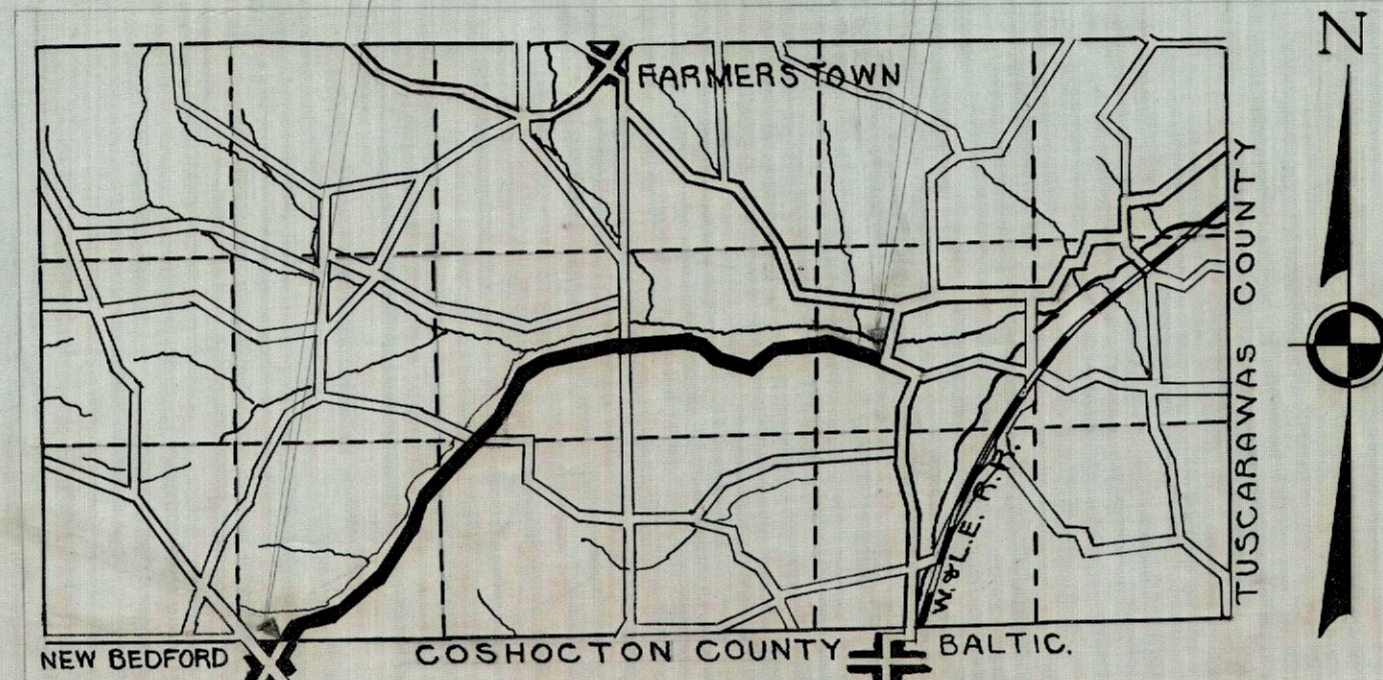 N
FARMERSTOWN
TUSCARAWAS COUNTY
W. & L.E. R.R.
NEW BEDFORD
COSHOCTON COUNTY
BALTIC.